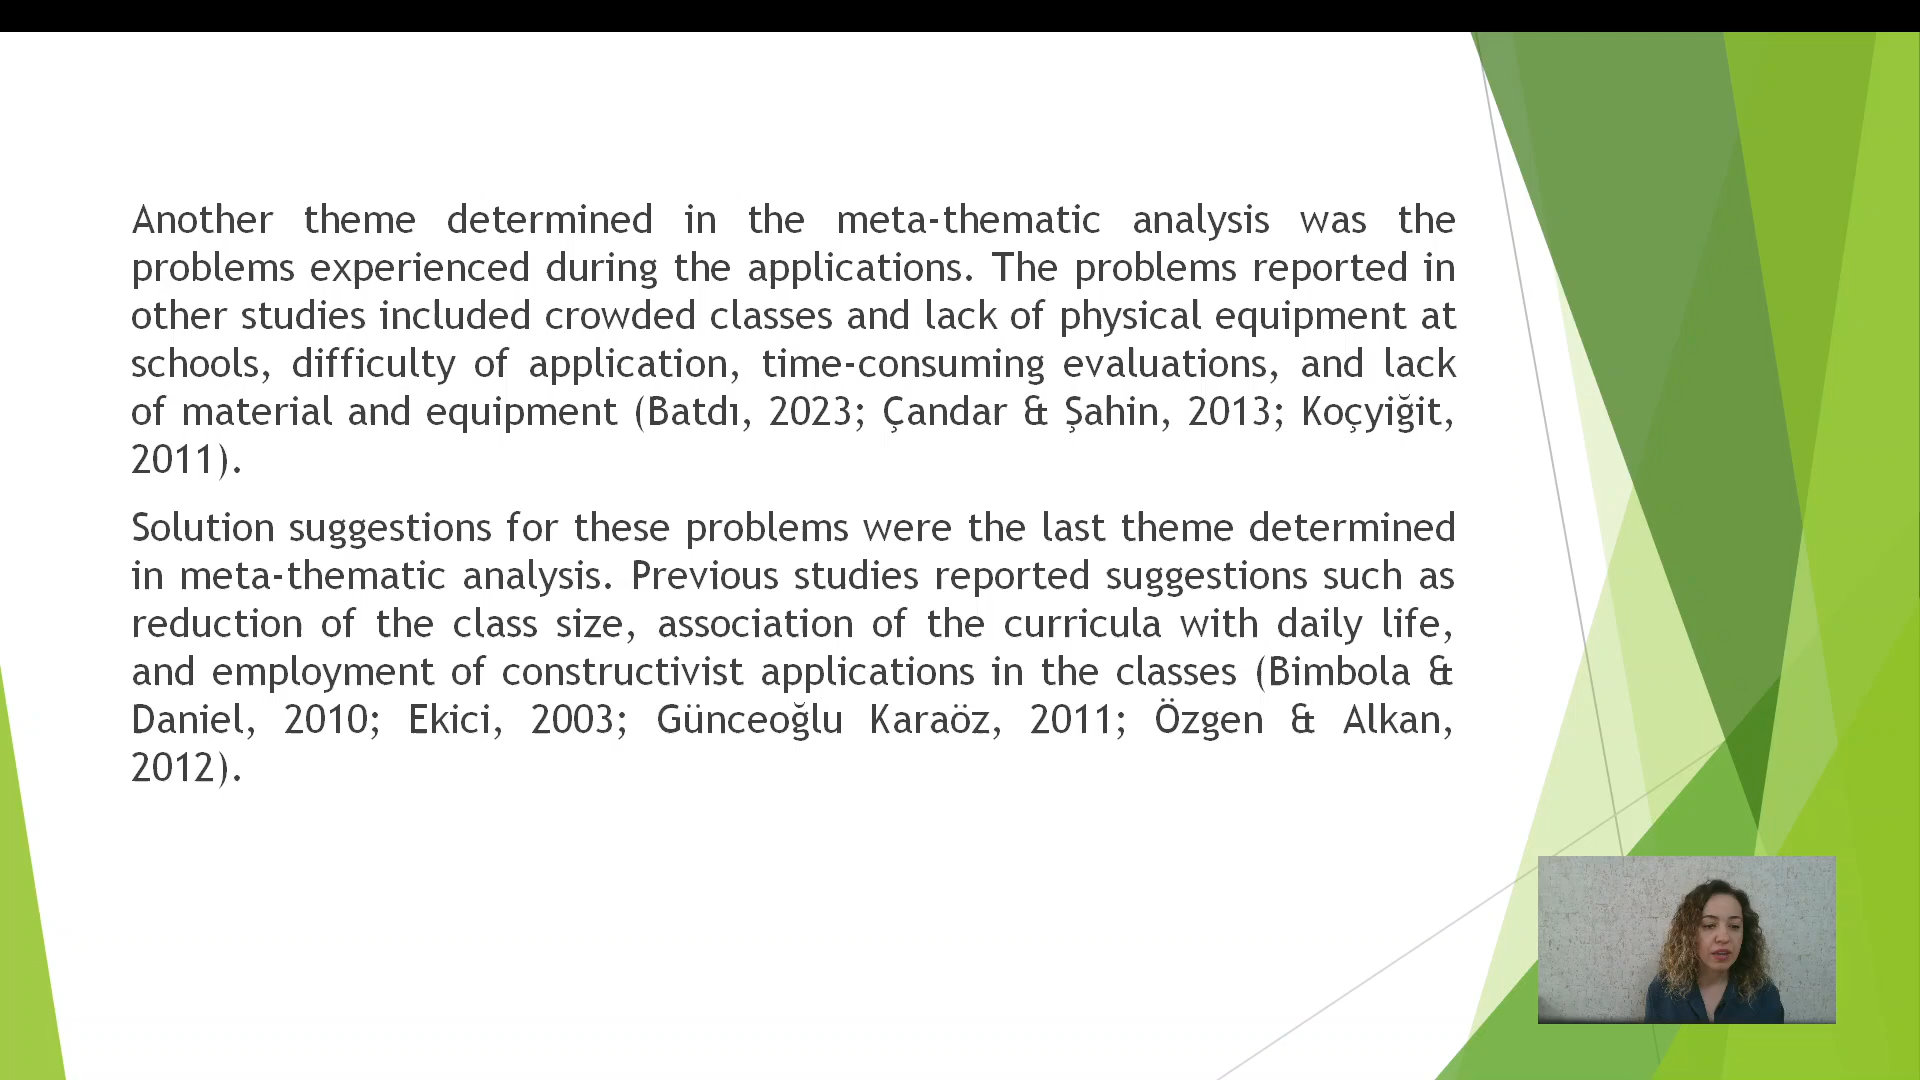 Another theme determined in the meta-thematic analysis was the
problems experienced during the applications. The problems reported in
other studies included crowded classes and lack of physical equipment at
schools, difficulty of application, time-consuming evaluations, and lack
of material and equipment (Batdı, 2023; Çandar & Şahin, 2013; Koçyiğit,
2011).
Solution suggestions for these problems were the last theme determined
in meta-thematic analysis. Previous studies reported suggestions such as
reduction of the class size, association of the curricula with daily life,
and employment of constructivist applications in the classes (Bimbola &
Daniel, 2010; Ekici, 2003; Günceoğlu Karaöz, 2011; Özgen & Alkan,
2012).